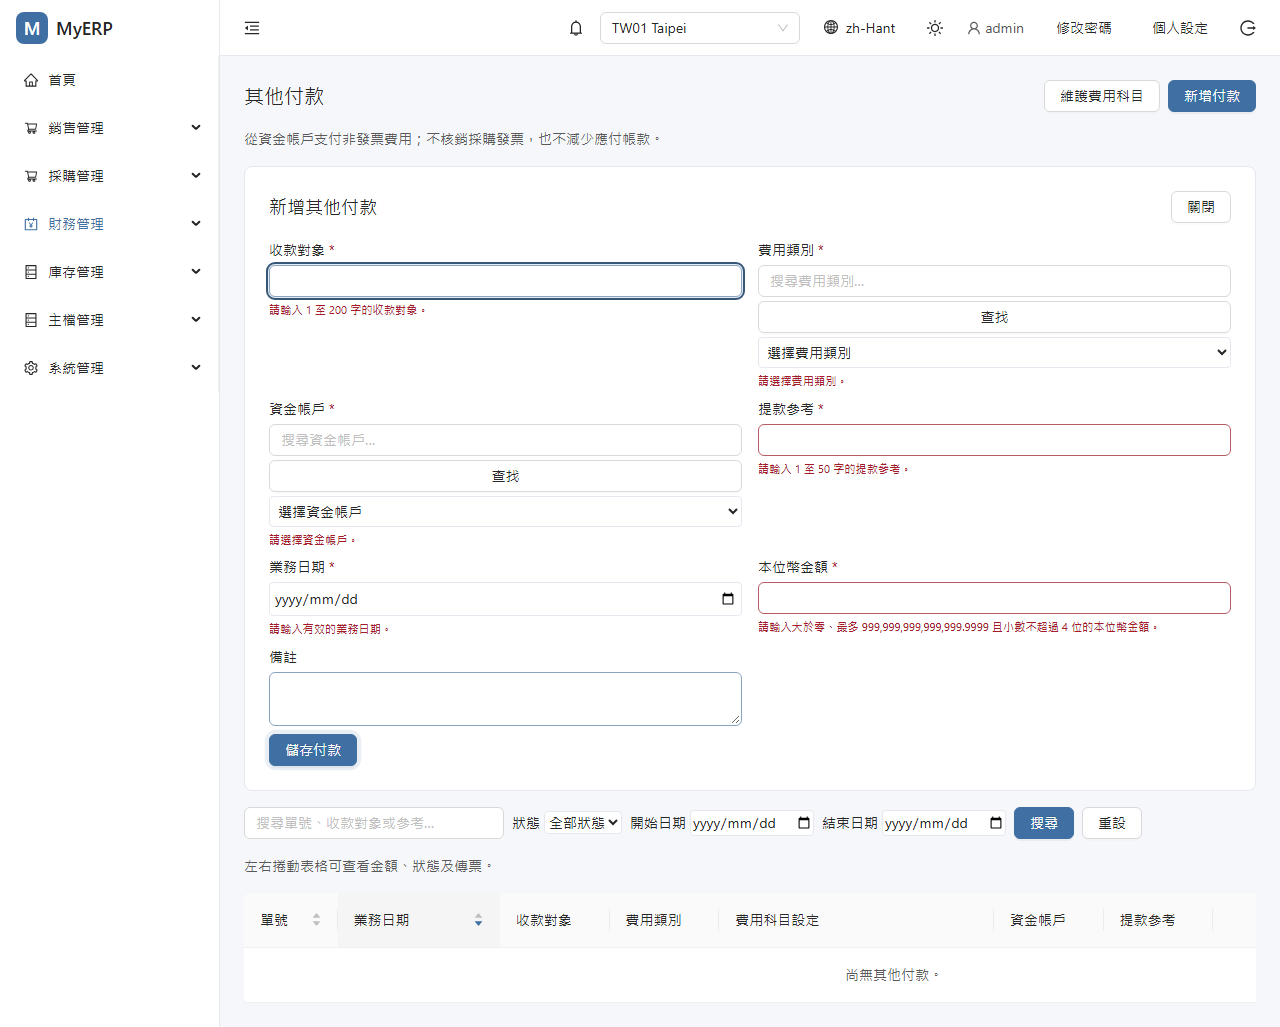 M MyERP
TW01 Taipei
zh-Hant
admin
修改密碼
個人設定
首頁
銷售管理
採購管理
財務管理
庫存管理
主檔管理
系統管理
其他付款
維護費用科目
新增付款
從資金帳戶支付非發票費用；不核銷採購發票，也不減少應付帳款。
新增其他付款
關閉
收款對象 *
請輸入 1 至 200 字的收款對象。
費用類別 *
搜尋費用類別...
查找
選擇費用類別
請選擇費用類別。
資金帳戶 *
搜尋資金帳戶...
查找
選擇資金帳戶
請選擇資金帳戶。
提款參考 *
請輸入 1 至 50 字的提款參考。
業務日期 *
yyyy/mm/dd
請輸入有效的業務日期。
本位幣金額 *
請輸入大於零、最多 999,999,999,999,999.9999 且小數不超過 4 位的本位幣金額。
備註
儲存付款
搜尋單號、收款對象或參考... 狀態 全部狀態 開始日期 yyyy/mm/dd 結束日期 yyyy/mm/dd 搜尋 重設
左右捲動表格可查看金額、狀態及傳票。
單號 業務日期 收款對象 費用類別 費用科目設定 資金帳戶 提款參考
尚無其他付款。